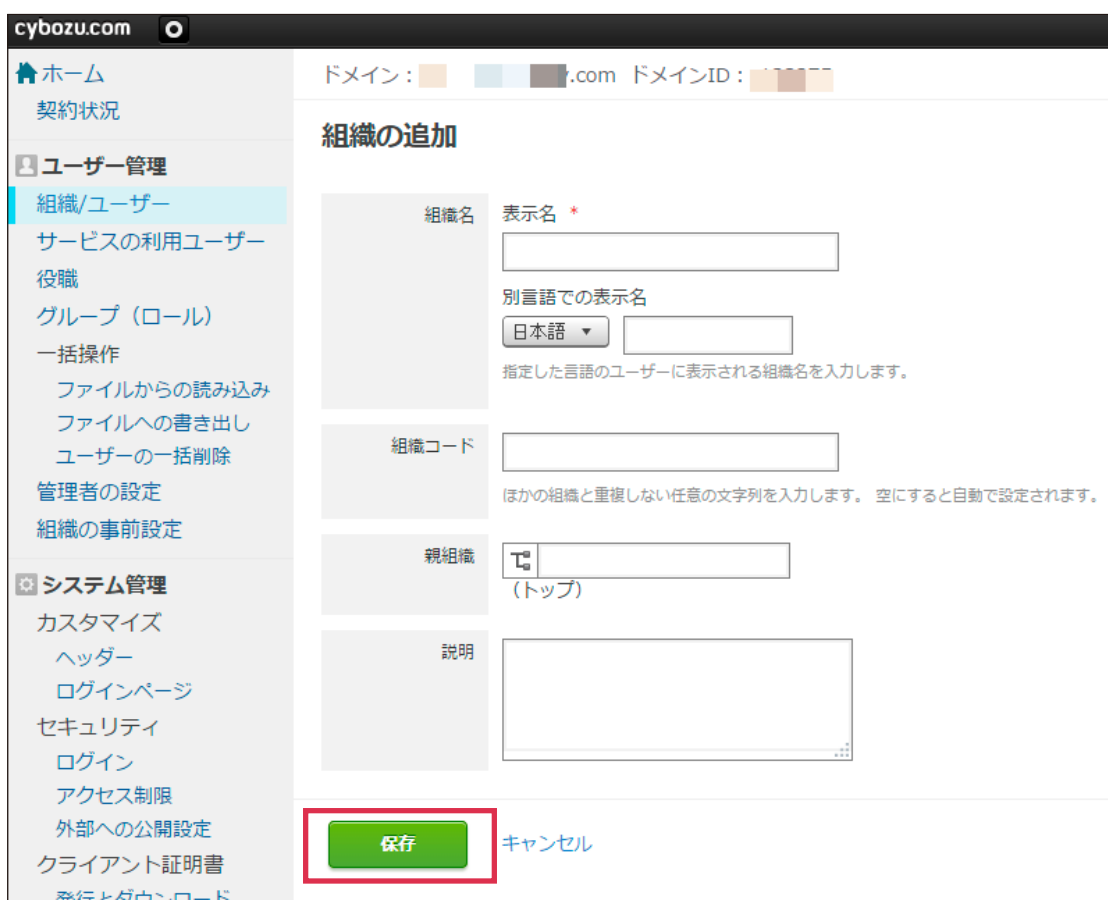 cybozu.com
ホーム
契約状況
ユーザー管理
組織/ユーザー
サービスの利用ユーザー
役職
グループ（ロール）
一括操作
ファイルからの読み込み
ファイルへの書き出し
ユーザーの一括削除
管理者の設定
組織の事前設定
システム管理
カスタマイズ
ヘッダー
ログインページ
セキュリティ
ログイン
アクセス制限
外部への公開設定
クライアント証明書
発行とダウンロード
ドメイン： .com ドメインID：
組織の追加
組織名
表示名 *
別言語での表示名
日本語 ▼
指定した言語のユーザーに表示される組織名を入力します。
組織コード
ほかの組織と重複しない任意の文字列を入力します。 空にすると自動で設定されます。
親組織
（トップ）
説明
保存 キャンセル